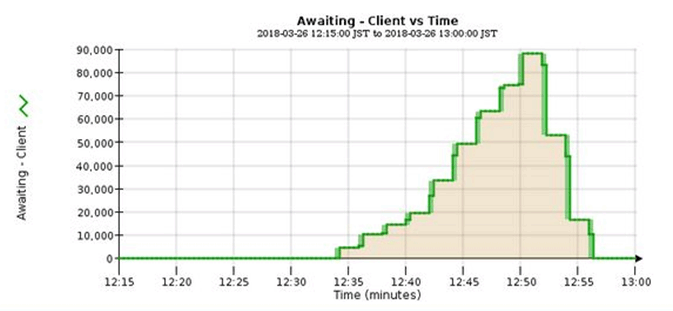 Awaiting - Client vs Time
2018-03-26 12:15:00 JST to 2018-03-26 13:00:00 JST
Awaiting - Client
90,000
80,000
70,000
60,000
50,000
40,000
30,000
20,000
10,000
0
12:15 12:20 12:25 12:30 12:35 12:40 12:45 12:50 12:55 13:00
Time (minutes)